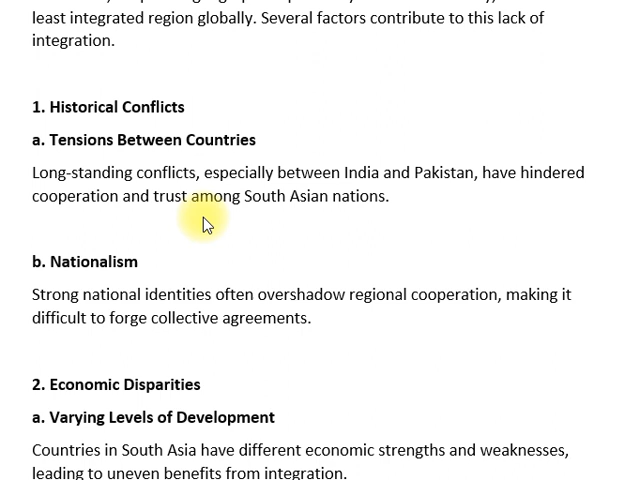 least integrated region globally. Several factors contribute to this lack of
integration.
1. Historical Conflicts
a. Tensions Between Countries
Long-standing conflicts, especially between India and Pakistan, have hindered
cooperation and trust among South Asian nations.
b. Nationalism
Strong national identities often overshadow regional cooperation, making it
difficult to forge collective agreements.
2. Economic Disparities
a. Varying Levels of Development
Countries in South Asia have different economic strengths and weaknesses,
leading to uneven benefits from integration.